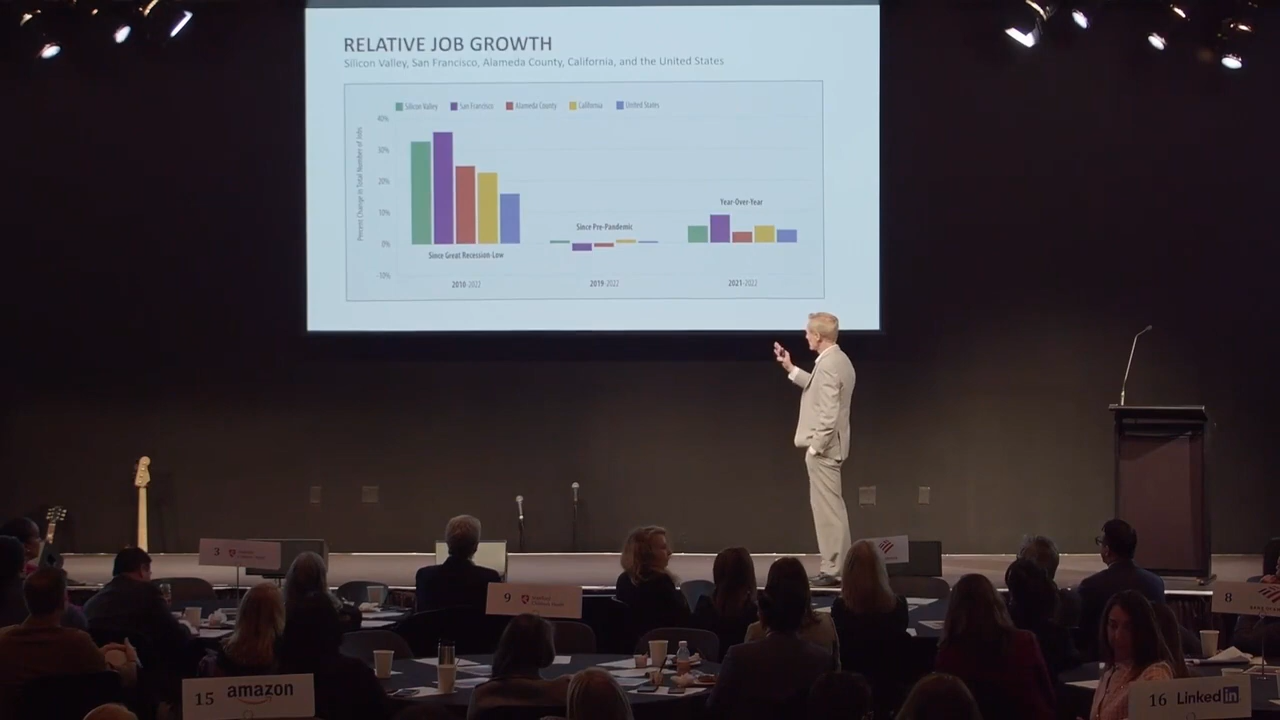 RELATIVE JOB GROWTH
Silicon Valley, San Francisco, Alameda County, California, and the United States
Silicon Valley San Francisco Alameda County California United States
Percent Change in Total Number of Jobs
40%
30%
20%
10%
0%
-10%
Year-Over-Year
Since Pre-Pandemic
Since Great Recession-Low
2010-2022 2019-2022 2021-2022
3
9
8
15 amazon
16 LinkedIn